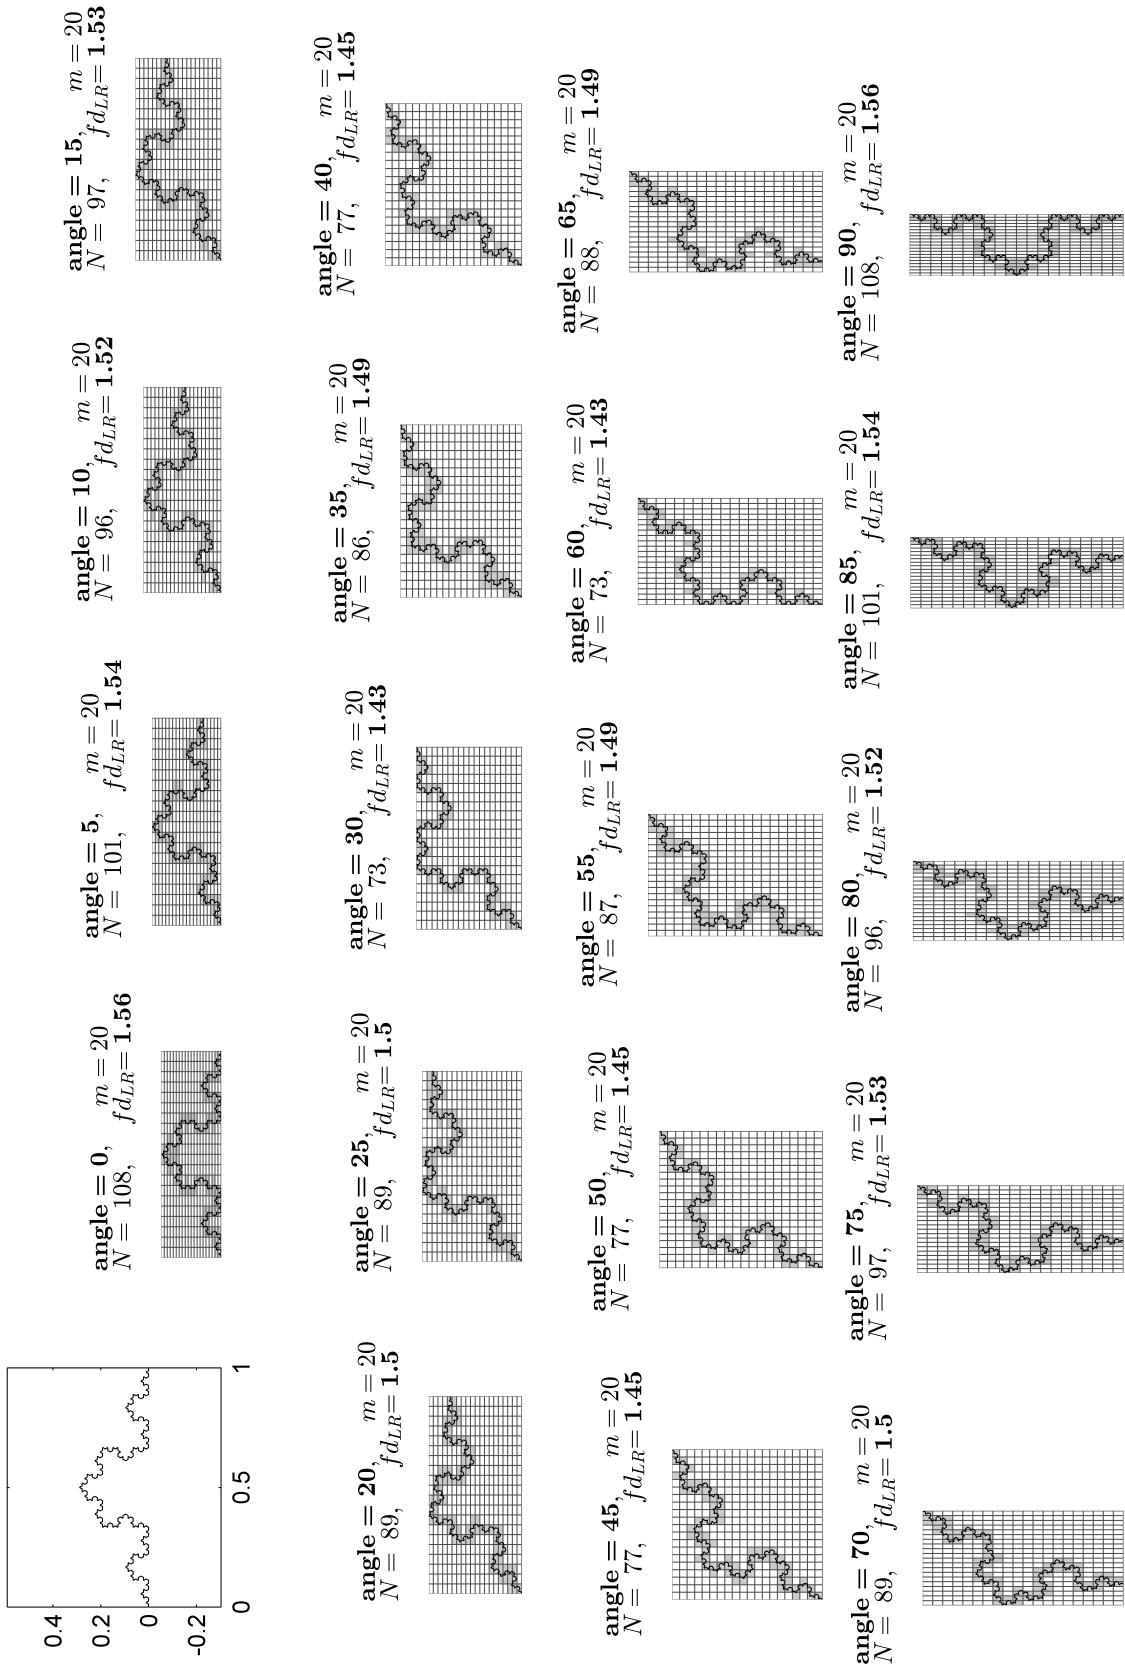 0.4
0.2
0
-0.2
0
0.5
1
angle = 0,
N = 108, m = 20
fd_LR= 1.56
angle = 5,
N = 101, m = 20
fd_LR= 1.54
angle = 10,
N = 96, m = 20
fd_LR= 1.52
angle = 15,
N = 97, m = 20
fd_LR= 1.53
angle = 20,
N = 89, m = 20
fd_LR= 1.5
angle = 25,
N = 89, m = 20
fd_LR= 1.5
angle = 30,
N = 73, m = 20
fd_LR= 1.43
angle = 35,
N = 86, m = 20
fd_LR= 1.49
angle = 40,
N = 77, m = 20
fd_LR= 1.45
angle = 45,
N = 77, m = 20
fd_LR= 1.45
angle = 50,
N = 77, m = 20
fd_LR= 1.45
angle = 55,
N = 87, m = 20
fd_LR= 1.49
angle = 60,
N = 73, m = 20
fd_LR= 1.43
angle = 65,
N = 88, m = 20
fd_LR= 1.49
angle = 70,
N = 89, m = 20
fd_LR= 1.5
angle = 75,
N = 97, m = 20
fd_LR= 1.53
angle = 80,
N = 96, m = 20
fd_LR= 1.52
angle = 85,
N = 101, m = 20
fd_LR= 1.54
angle = 90,
N = 108, m = 20
fd_LR= 1.56